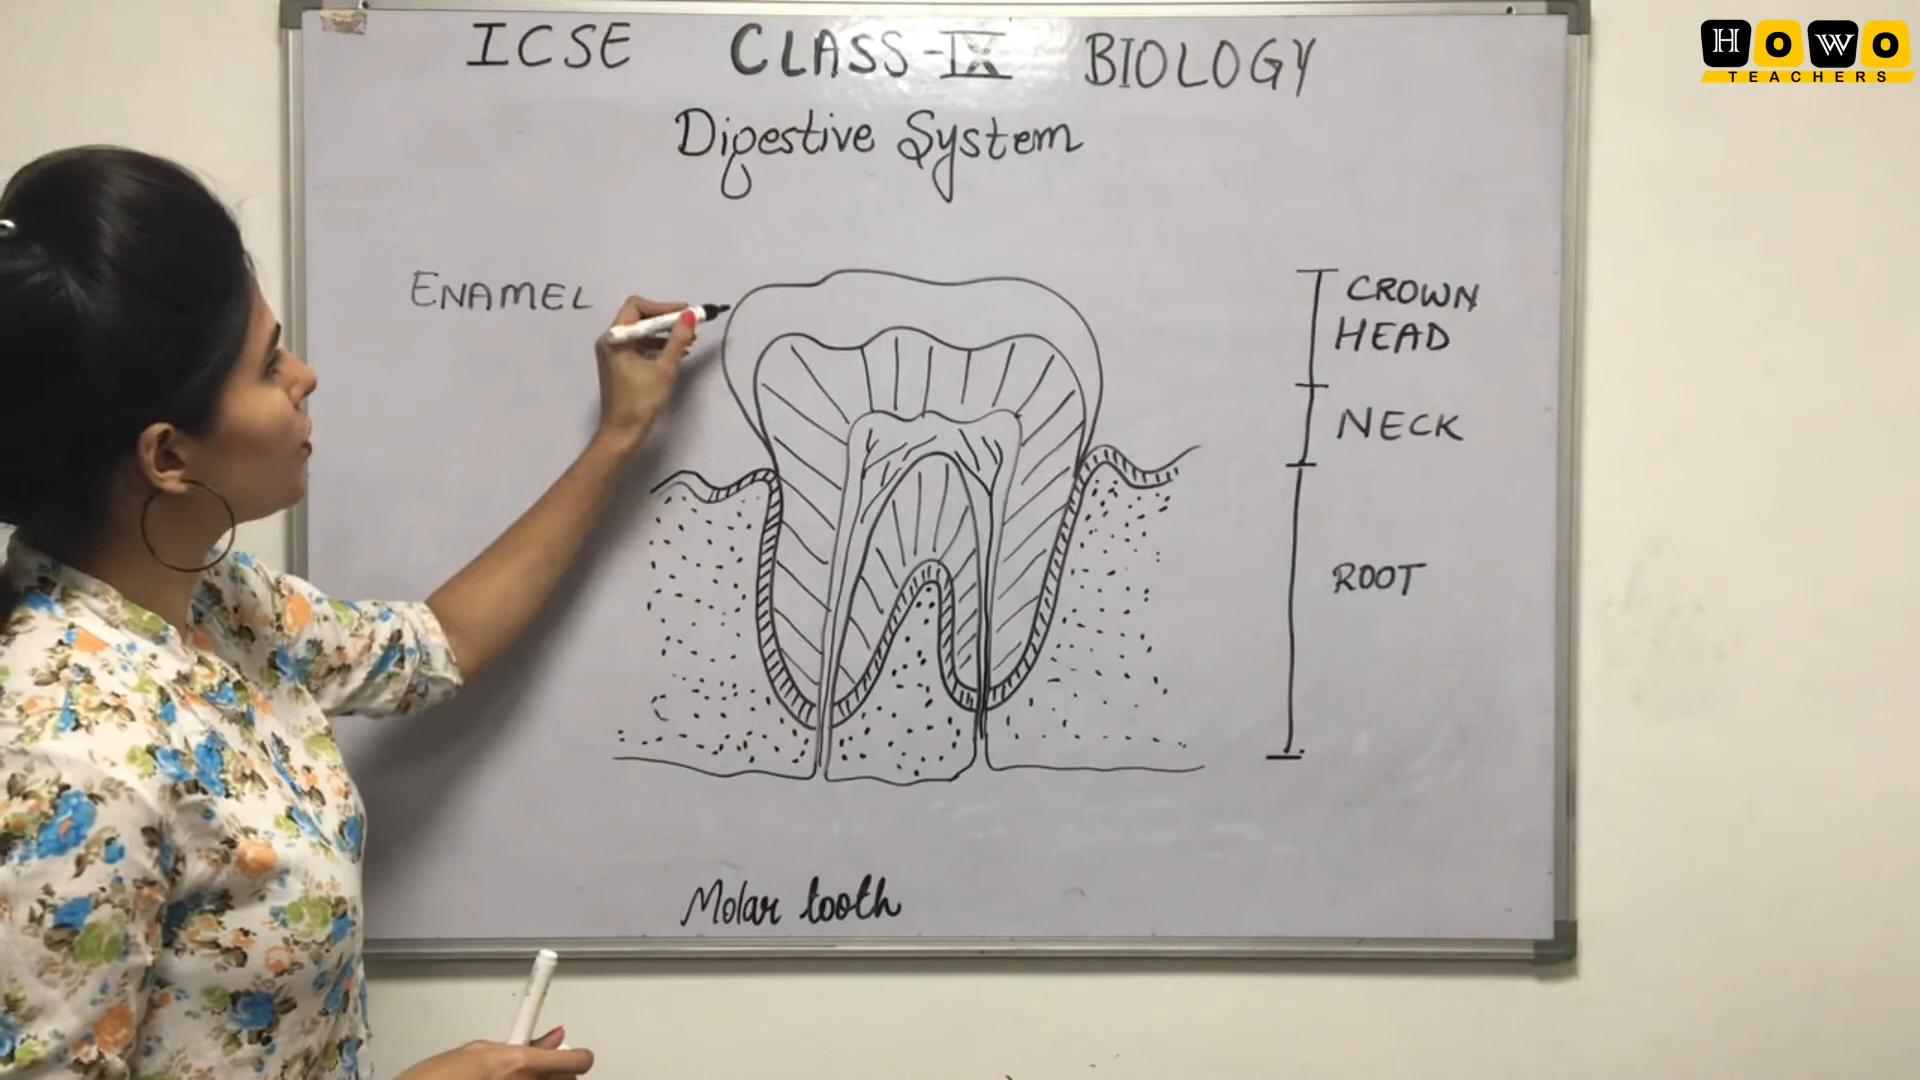 ICSE CLASS-IX BIOLOGY
Digestive System
ENAMEL
CROWN
HEAD
NECK
ROOT
Molar tooth
HOWO
TEACHERS